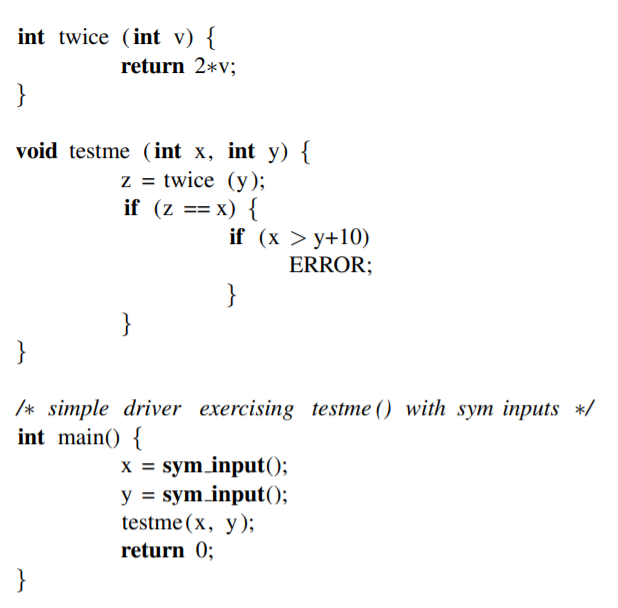 int twice (int v) {
return 2*v;
}
void testme (int x, int y) {
z = twice (y);
if (z == x) {
if (x > y+10)
ERROR;
}
}
}
/* simple driver exercising testme() with sym inputs */
int main() {
x = sym_input();
y = sym_input();
testme(x, y);
return 0;
}